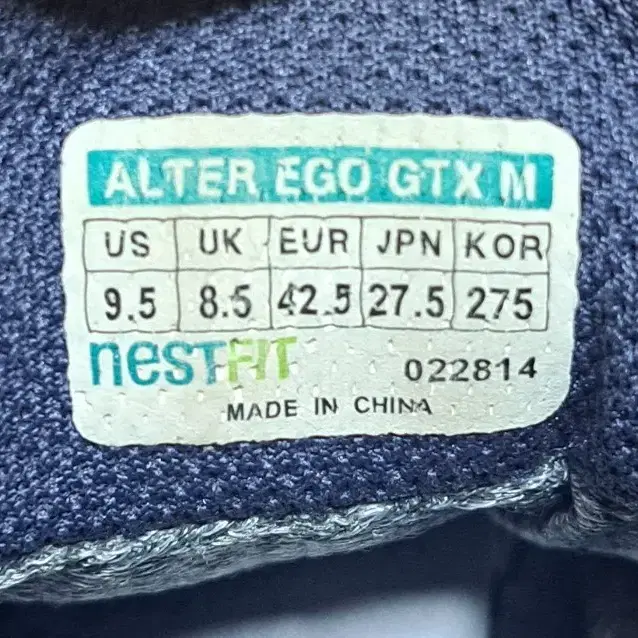 ALTER EGO GTX M
US UK EUR JPN KOR
9.5 8.5 42.5 27.5 275
nestFIT 022814
MADE IN CHINA